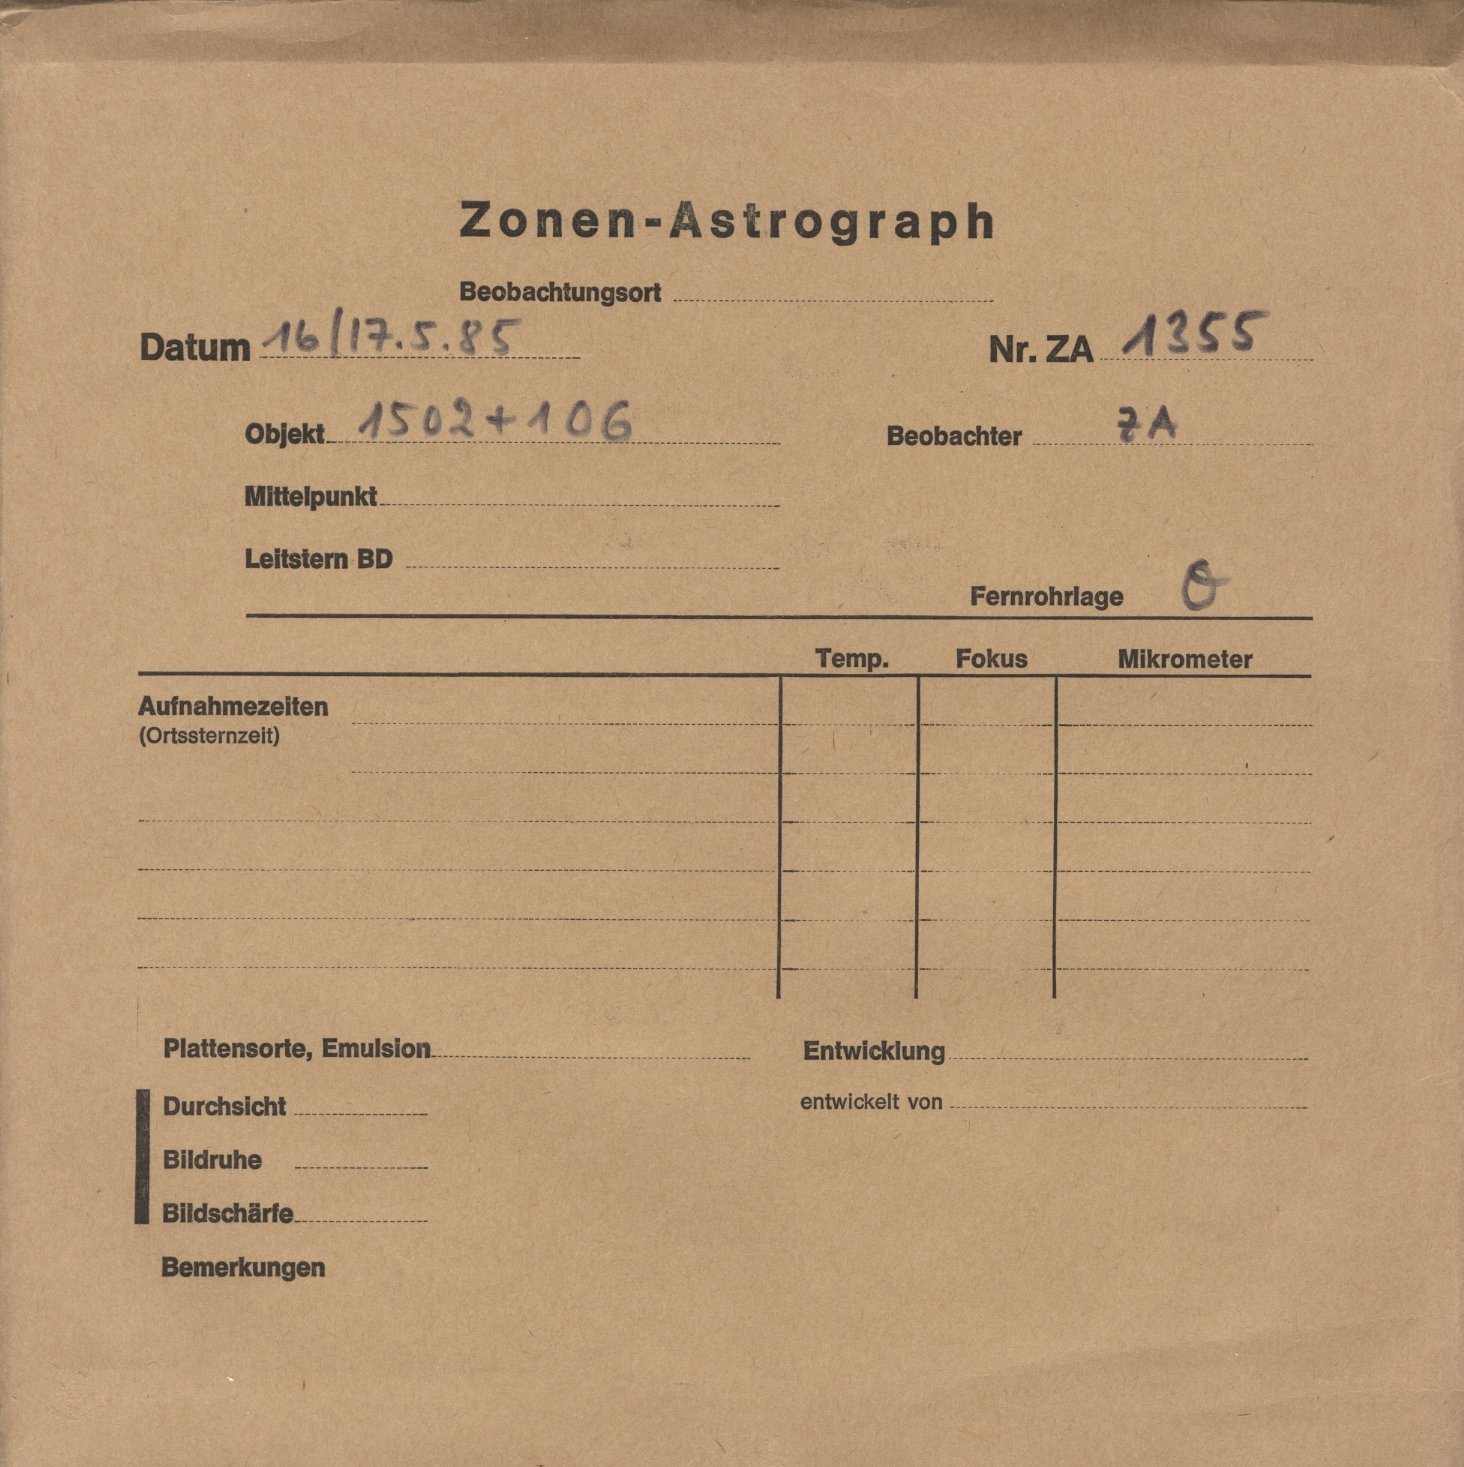 Zonen-Astrograph
Beobachtungsort
Datum 16/17.5.85 Nr. ZA 1355
Objekt 1502+106 Beobachter ZA
Mittelpunkt
Leitstern BD
Fernrohrlage O
Temp. Fokus Mikrometer
Aufnahmezeiten
(Ortssternzeit)
Plattensorte, Emulsion Entwicklung
Durchsicht entwickelt von
Bildruhe
Bildschärfe
Bemerkungen